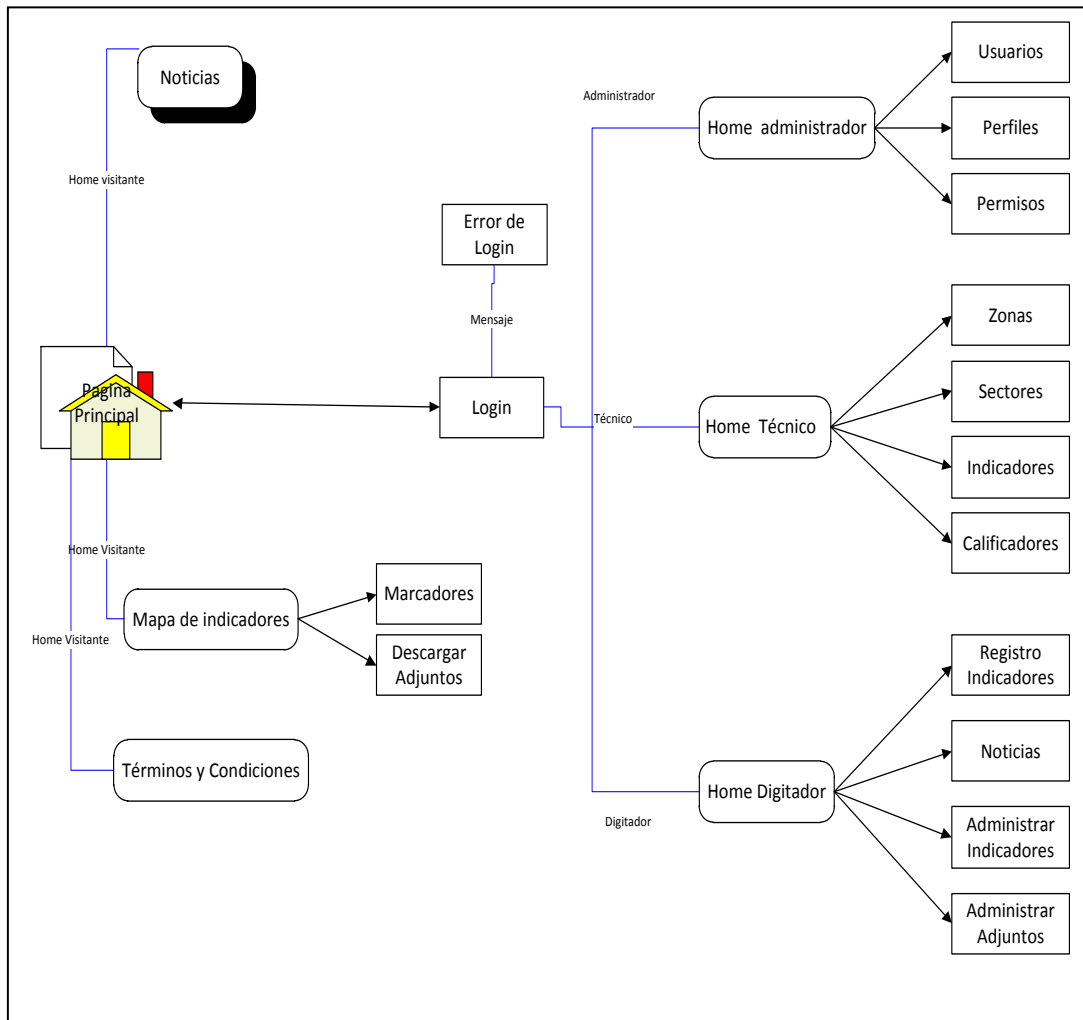 Noticias
Home visitante
Pagina
Principal
Home Visitante
Home Visitante
Mapa de indicadores
Marcadores
Descargar
Adjuntos
Términos y Condiciones
Error de
Login
Mensaje
Login
Administrador
Técnico
Digitador
Home administrador
Usuarios
Perfiles
Permisos
Home Técnico
Zonas
Sectores
Indicadores
Calificadores
Home Digitador
Registro
Indicadores
Noticias
Administrar
Indicadores
Administrar
Adjuntos